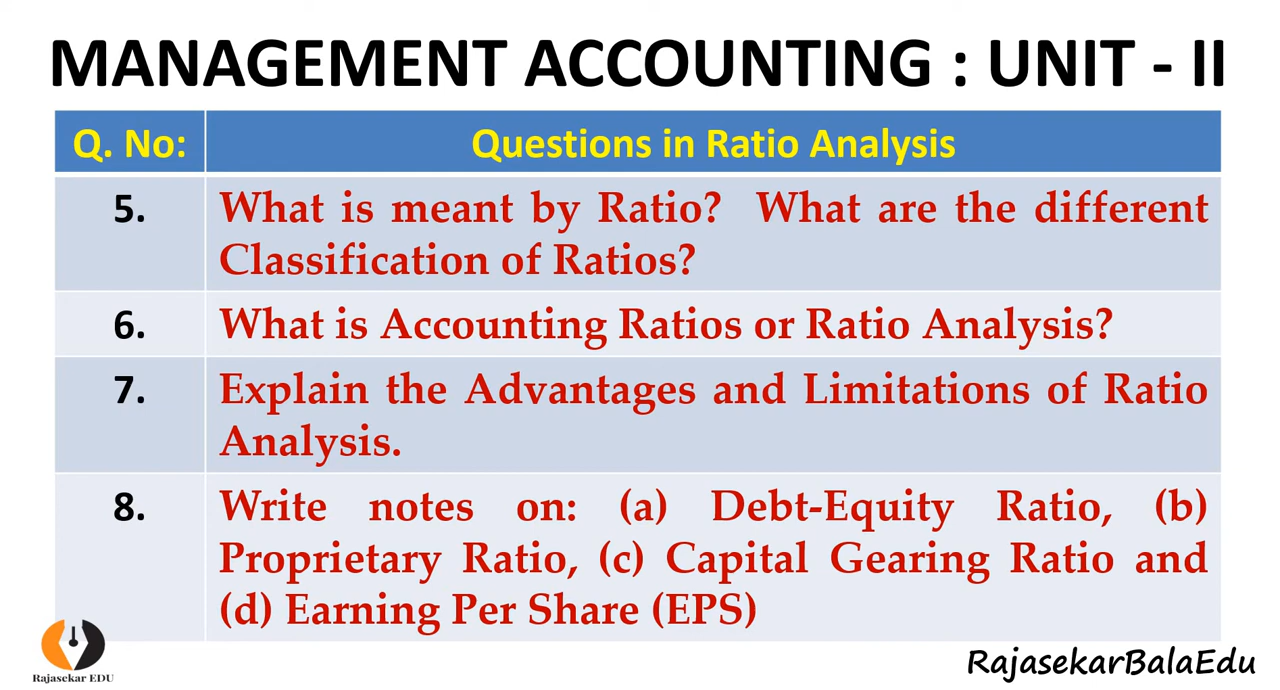 MANAGEMENT ACCOUNTING : UNIT - II
Q. No: Questions in Ratio Analysis
5. What is meant by Ratio? What are the different
Classification of Ratios?
6. What is Accounting Ratios or Ratio Analysis?
7. Explain the Advantages and Limitations of Ratio
Analysis.
8. Write notes on: (a) Debt-Equity Ratio, (b)
Proprietary Ratio, (c) Capital Gearing Ratio and
(d) Earning Per Share (EPS)
Rajasekar EDU
RajasekarBalaEdu